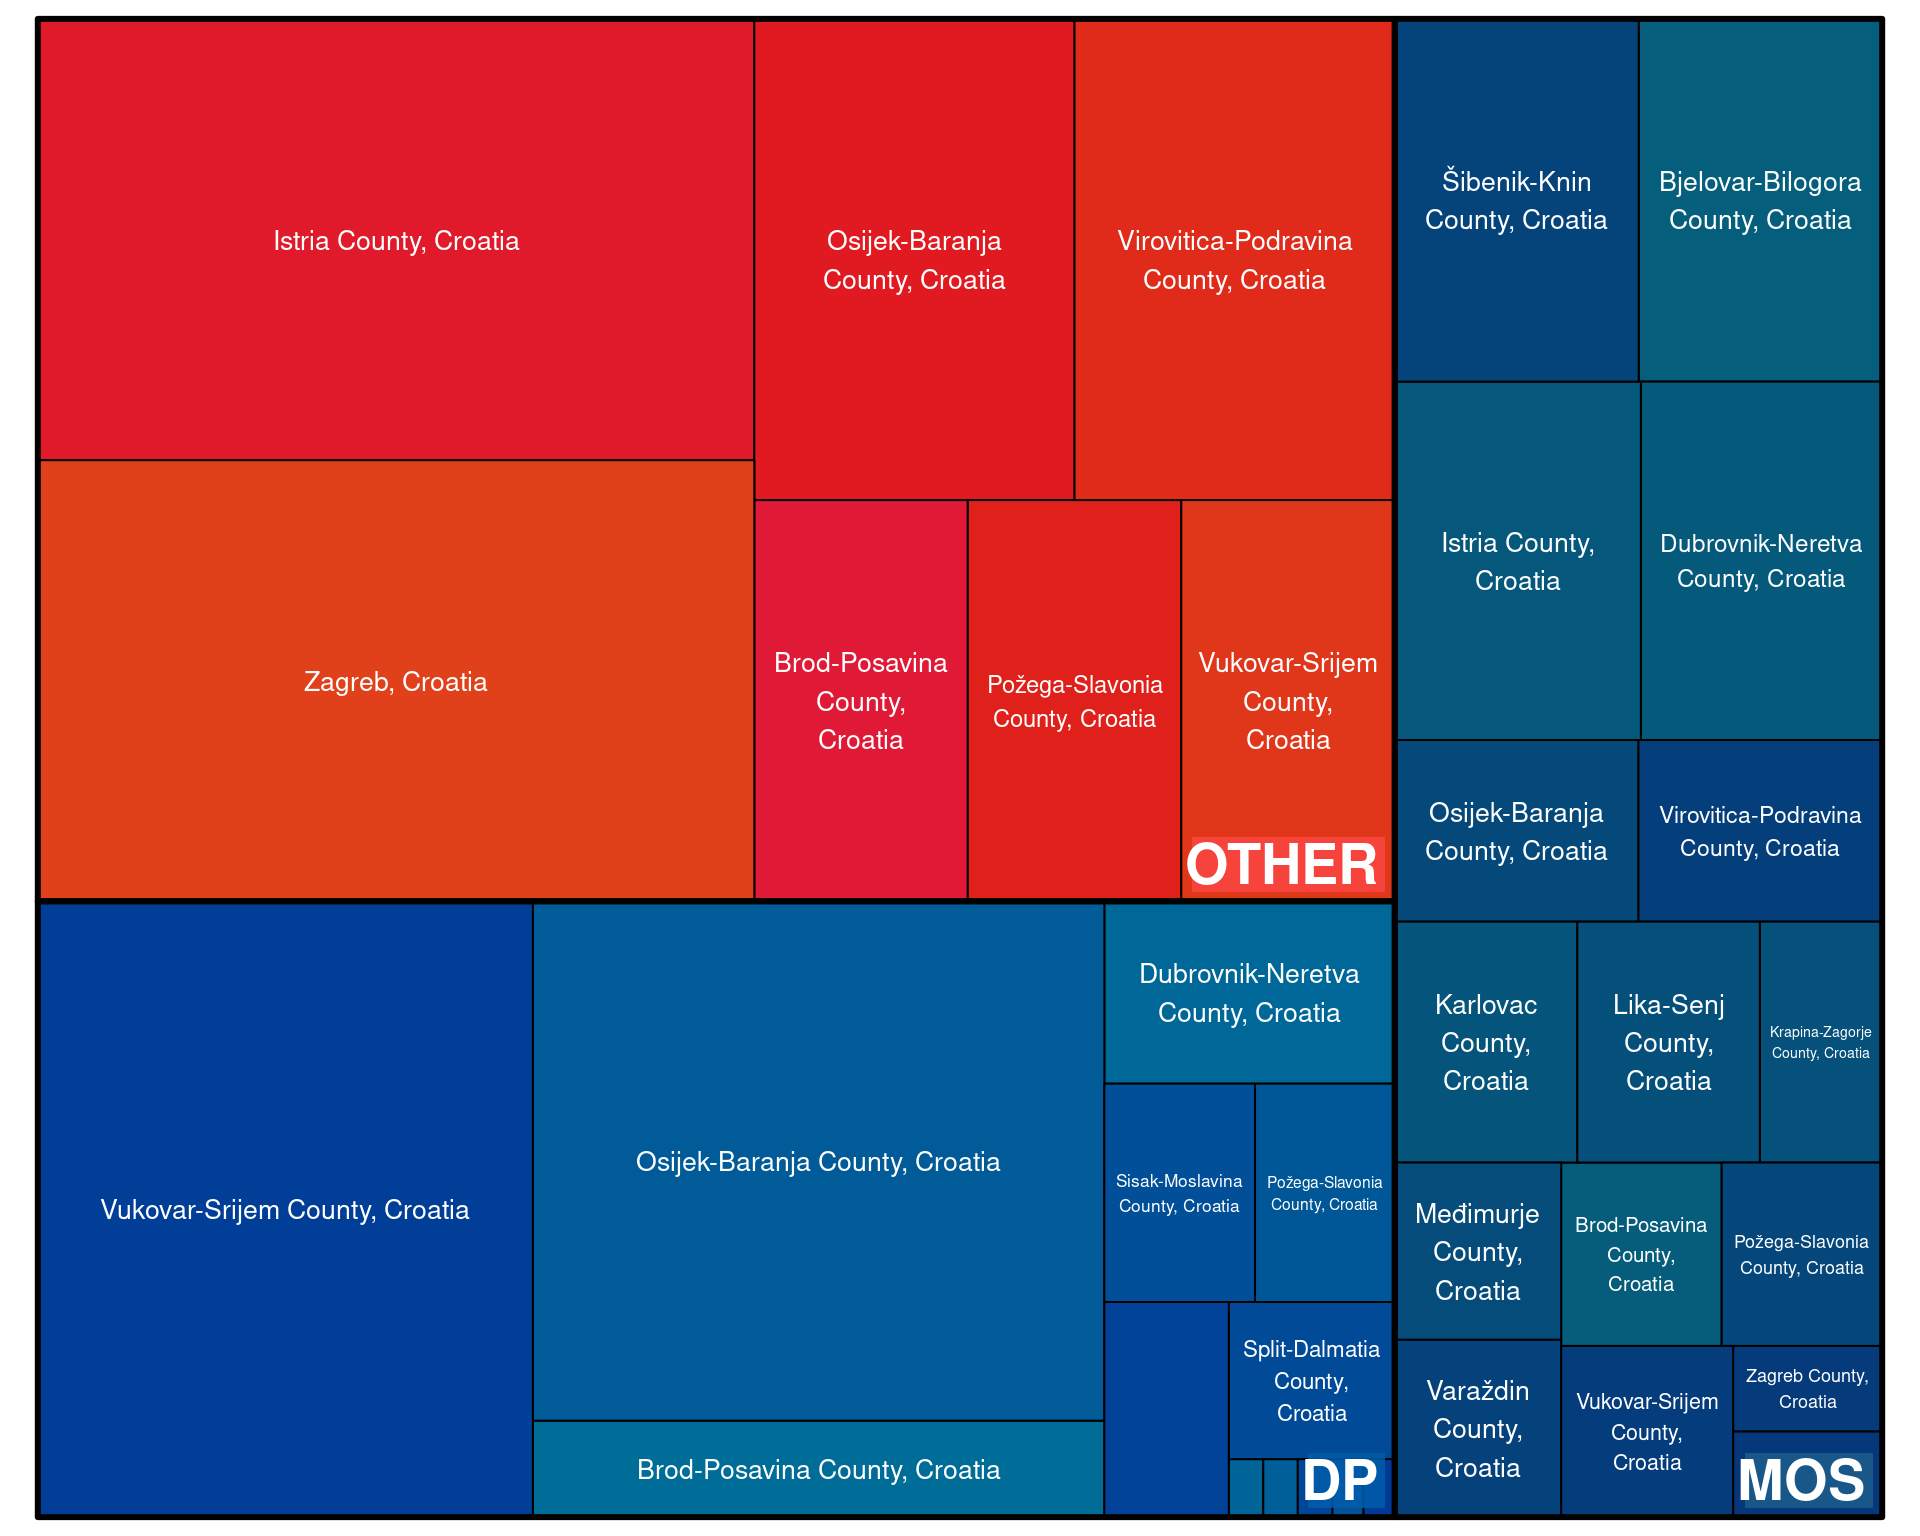 Istria County, Croatia
Osijek-Baranja
County, Croatia
Virovitica-Podravina
County, Croatia
Zagreb, Croatia
Brod-Posavina
County,
Croatia
Požega-Slavonia
County, Croatia
Vukovar-Srijem
County,
Croatia
OTHER
Vukovar-Srijem County, Croatia
Osijek-Baranja County, Croatia
Brod-Posavina County, Croatia
Dubrovnik-Neretva
County, Croatia
Sisak-Moslavina
County, Croatia
Požega-Slavonia
County, Croatia
Split-Dalmatia
County,
Croatia
DP
Šibenik-Knin
County, Croatia
Bjelovar-Bilogora
County, Croatia
Istria County,
Croatia
Dubrovnik-Neretva
County, Croatia
Osijek-Baranja
County, Croatia
Virovitica-Podravina
County, Croatia
Karlovac
County,
Croatia
Lika-Senj
County,
Croatia
Krapina-Zagorje
County, Croatia
Međimurje
County,
Croatia
Brod-Posavina
County,
Croatia
Požega-Slavonia
County, Croatia
Varaždin
County,
Croatia
Vukovar-Srijem
County,
Croatia
Zagreb County,
Croatia
MOS